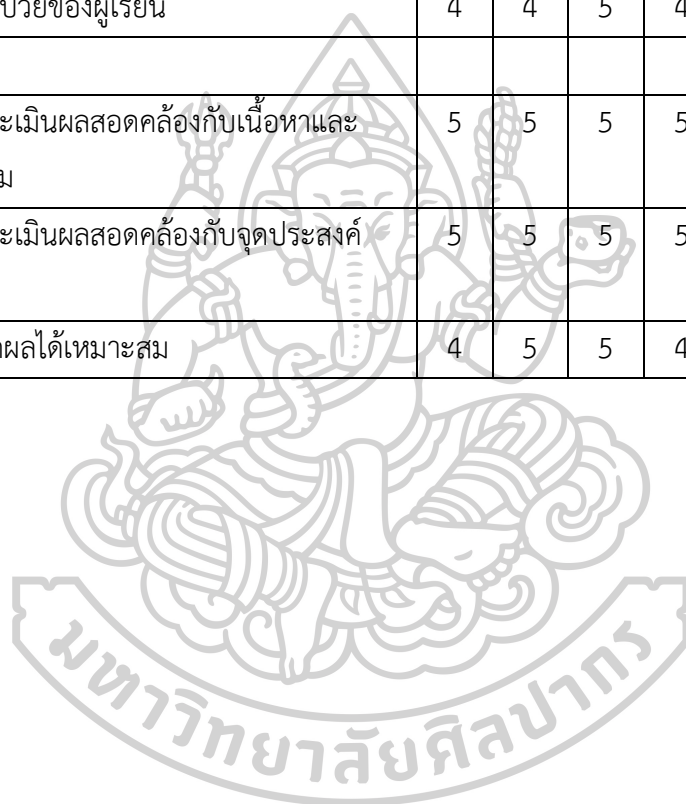 ป่วยของผู้เรียน 4 4 5 4
ะเมินผลสอดคล้องกับเนื้อหาและ 5 5 5 5
ม
ะเมินผลสอดคล้องกับจุดประสงค์ 5 5 5 5
ผลได้เหมาะสม 4 5 5 4
มหาวิทยาลัยศิลปากร